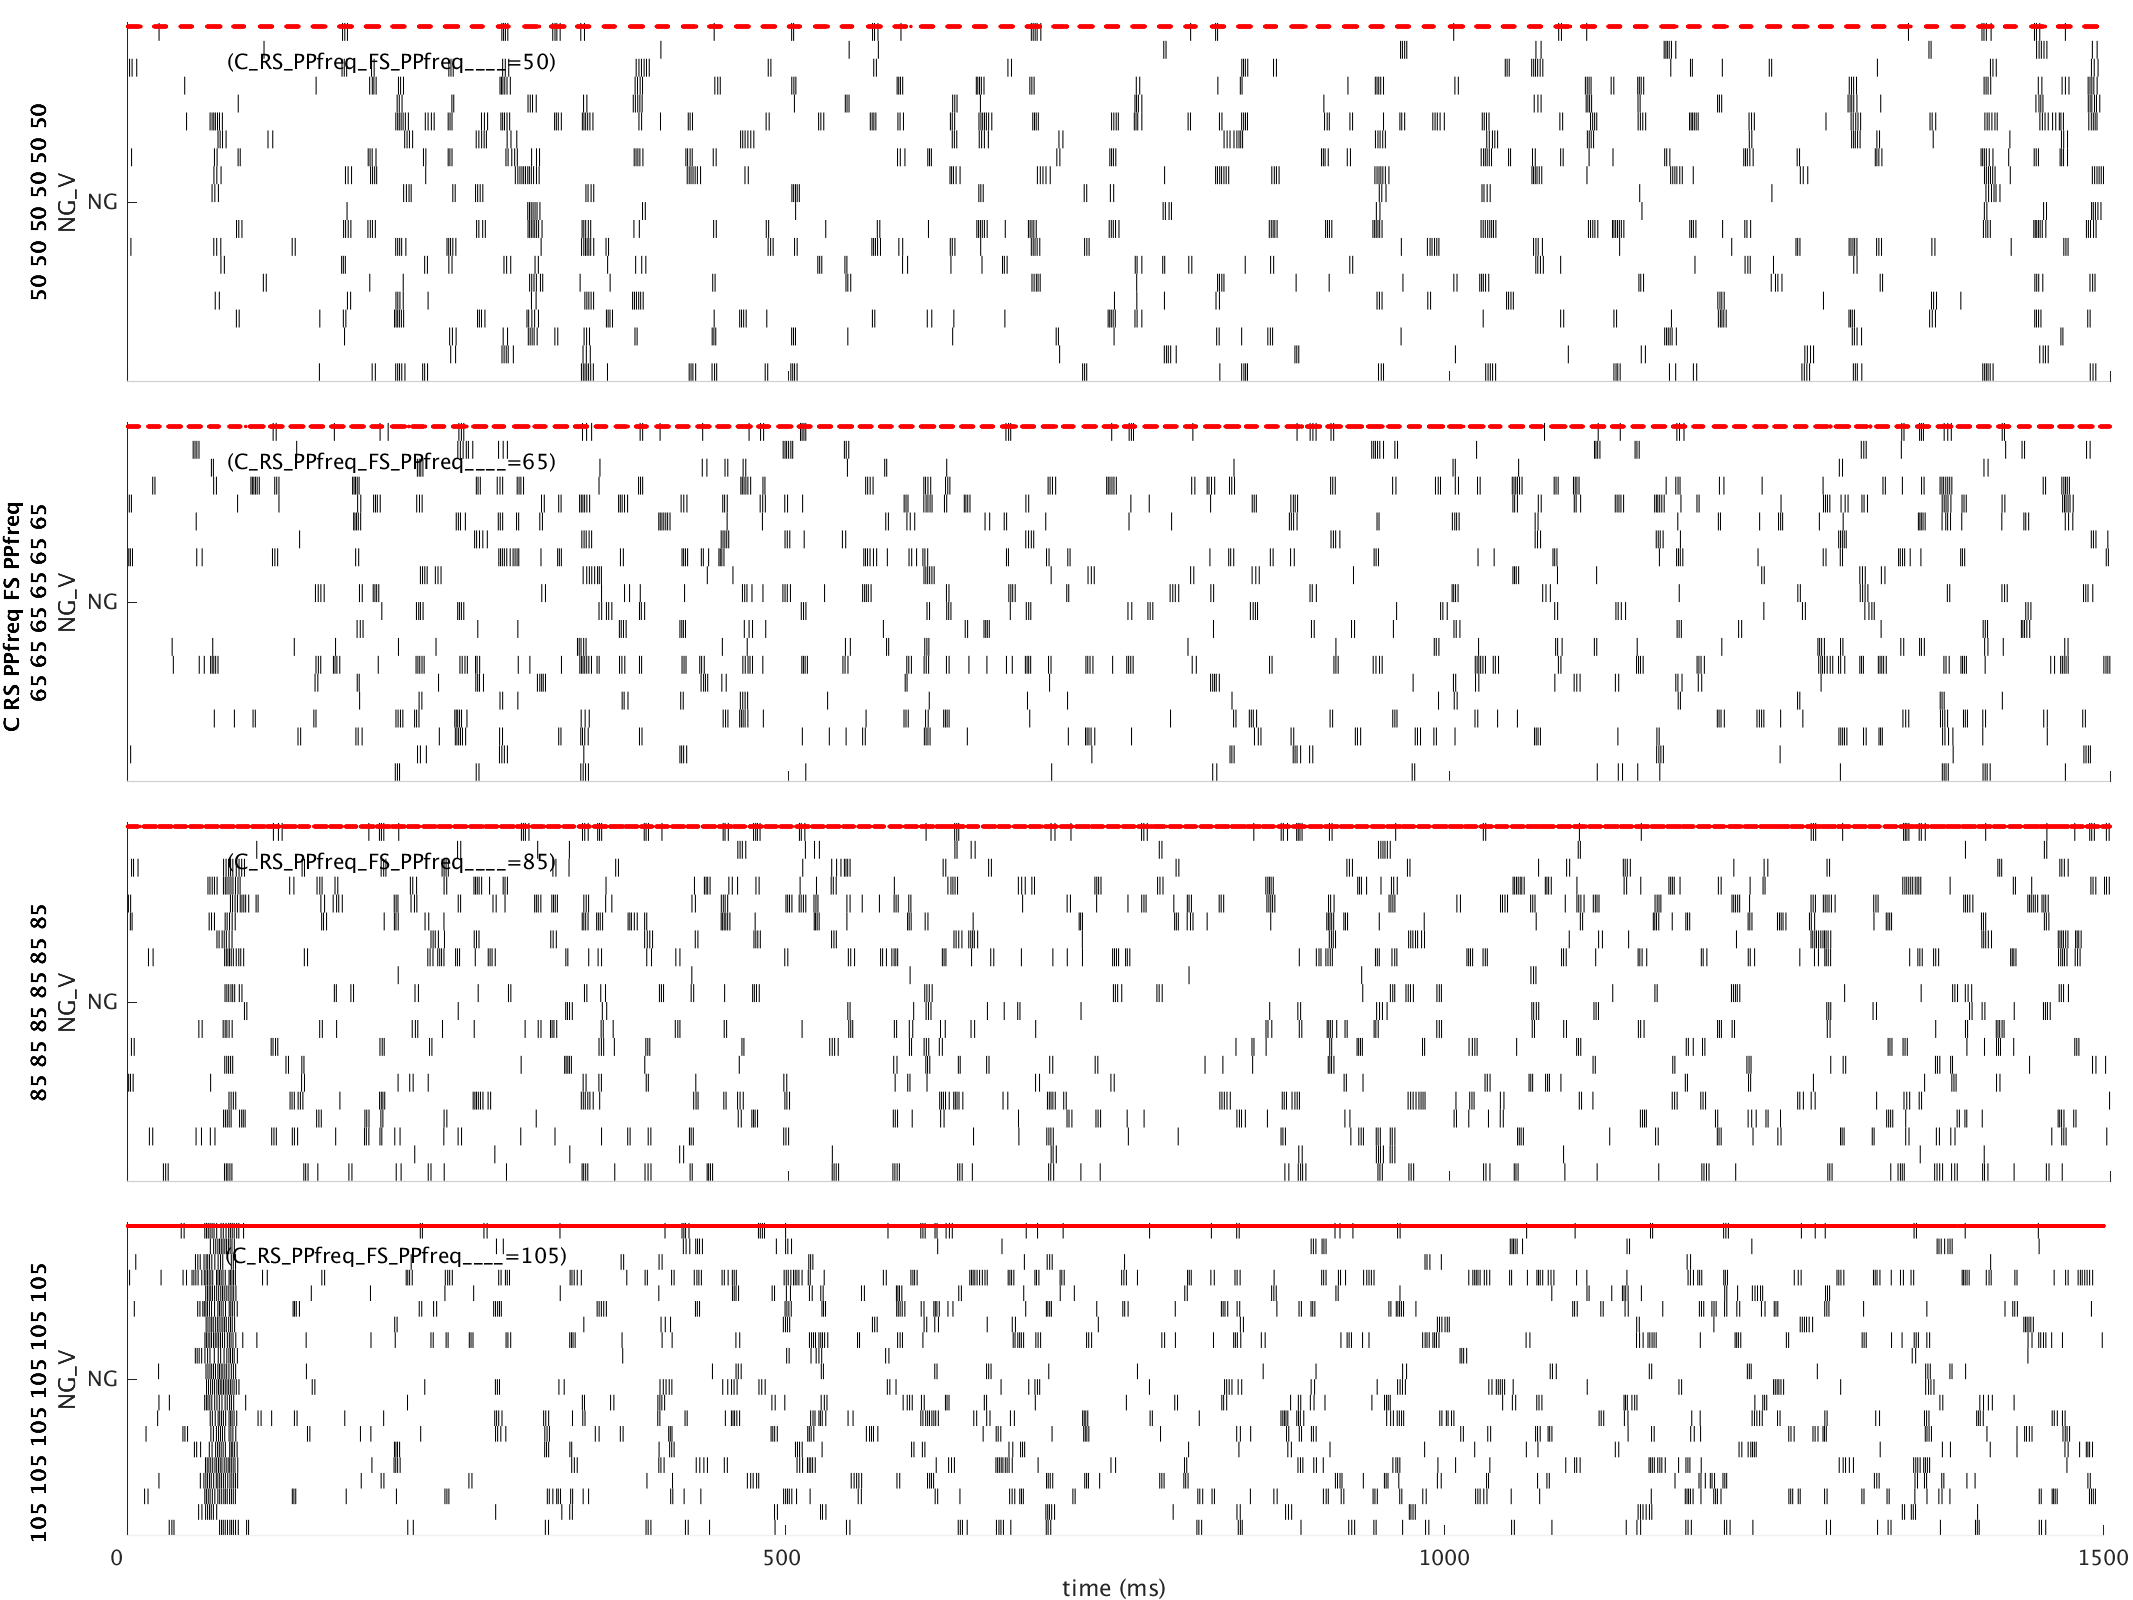 (C_RS_PPfreq_FS_PPfreq____=50)
50 50 50 50 50 50
NG_V
NG
(C_RS_PPfreq_FS_PPfreq____=65)
C RS PPfreq FS PPfreq
65 65 65 65 65 65
NG_V
NG
(C_RS_PPfreq_FS_PPfreq____=85)
85 85 85 85 85 85
NG_V
NG
(C_RS_PPfreq_FS_PPfreq____=105)
105 105 105 105 105 105
NG_V
NG
0 500 1000 1500
time (ms)